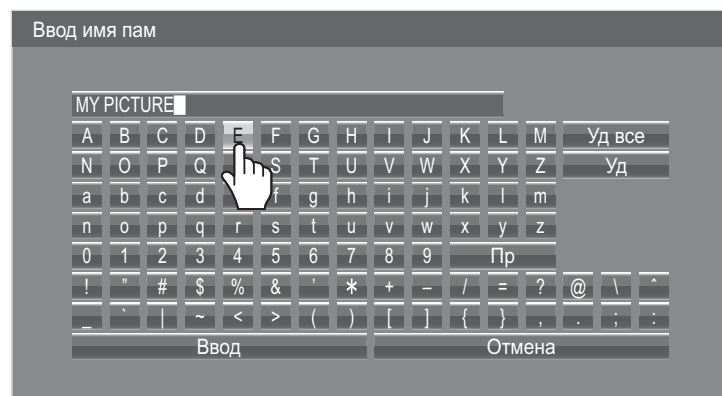 Ввод имя пам
MY PICTURE
A B C D E F G H I J K L M Уд все
N O P Q S T U V W X Y Z Уд
a b c d f g h i j k l m
n o p q r s t u v w x y z
0 1 2 3 4 5 6 7 8 9 Пр
! " # $ % & ' * + – / = ? @ \ ^
_ ` | ~ < > ( ) [ ] { } , . ; :
Ввод Отмена